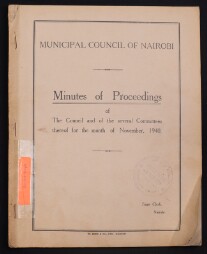 MUNICIPAL COUNCIL OF NAIROBI
Minutes of Proceedings
of
The Council and of the several Committees
thereof for the month of November, 1946
Town Clerk,
Nairobi